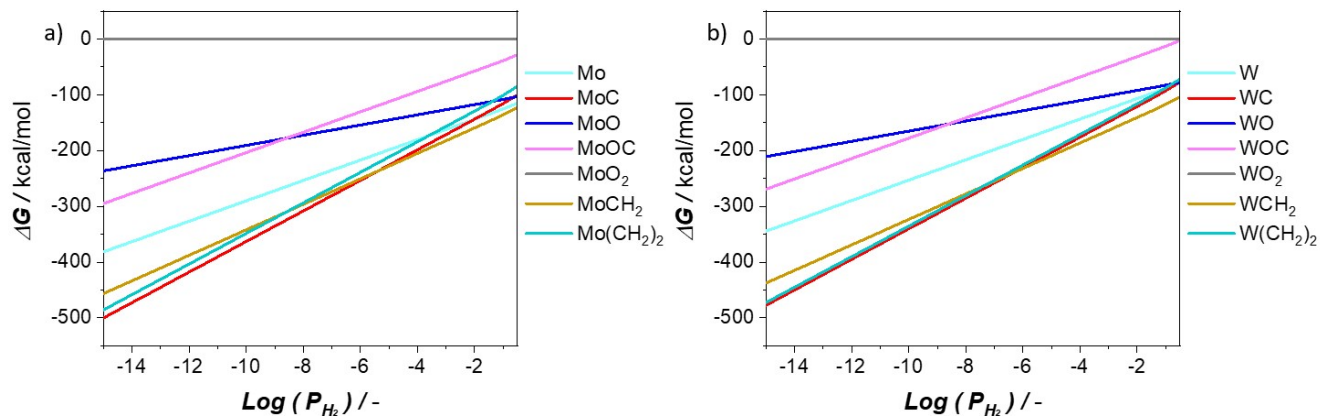 a)
0
-100
-200
-300
-400
-500
ΔG / kcal/mol
-14 -12 -10 -8 -6 -4 -2
Log ( P_H₂ ) / -
Mo
MoC
MoO
MoOC
MoO₂
MoCH₂
Mo(CH₂)₂
b)
0
-100
-200
-300
-400
-500
ΔG / kcal/mol
-14 -12 -10 -8 -6 -4 -2
Log ( P_H₂ ) / -
W
WC
WO
WOC
WO₂
WCH₂
W(CH₂)₂